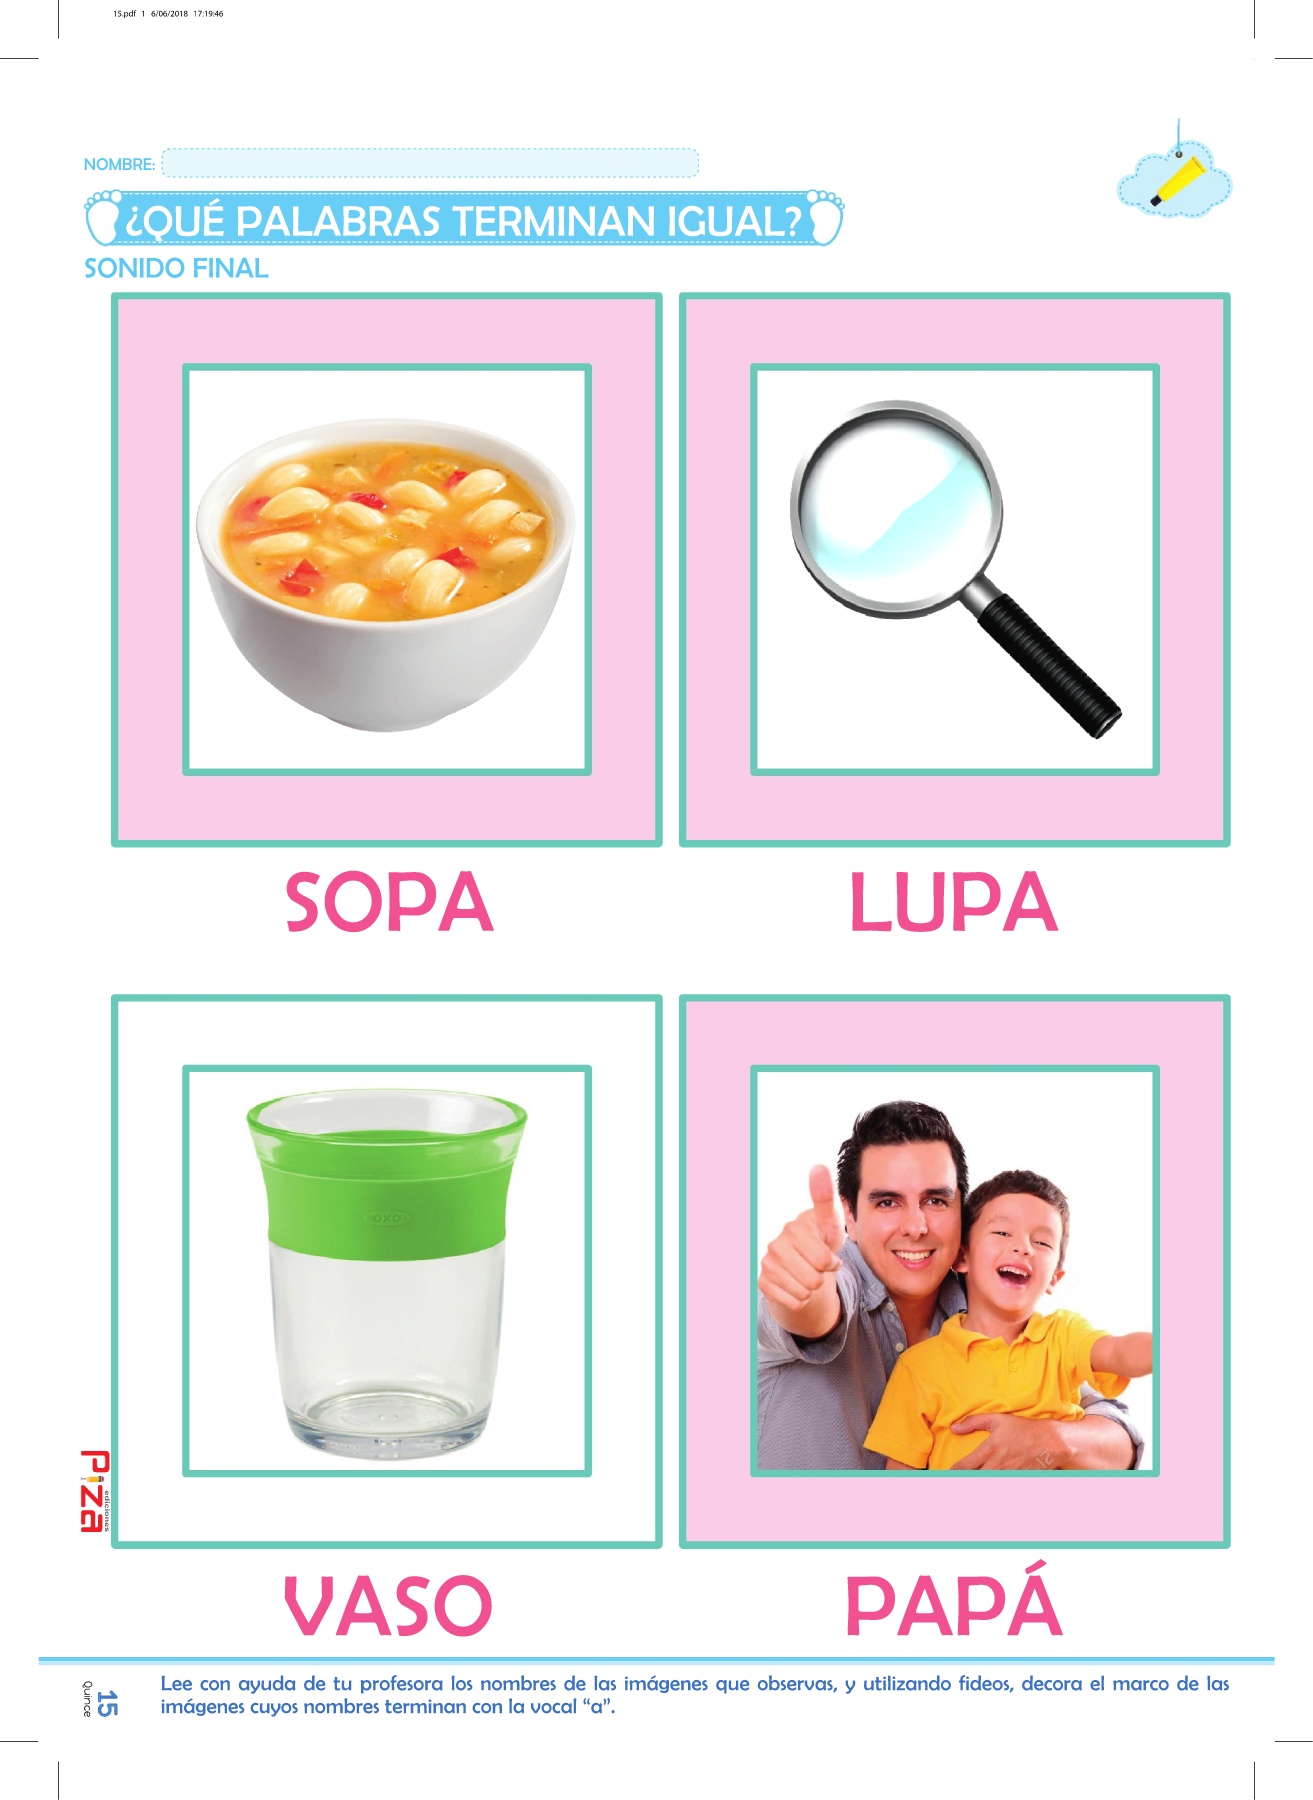 15.pdf 1 6/06/2018 17:19:46
NOMBRE:
¿QUÉ PALABRAS TERMINAN IGUAL?
SONIDO FINAL
SOPA
LUPA
OXO
VASO
PAPÁ
PIZA
ediciones
15
Quince
Lee con ayuda de tu profesora los nombres de las imágenes que observas, y utilizando fideos, decora el marco de las
imágenes cuyos nombres terminan con la vocal “a”.